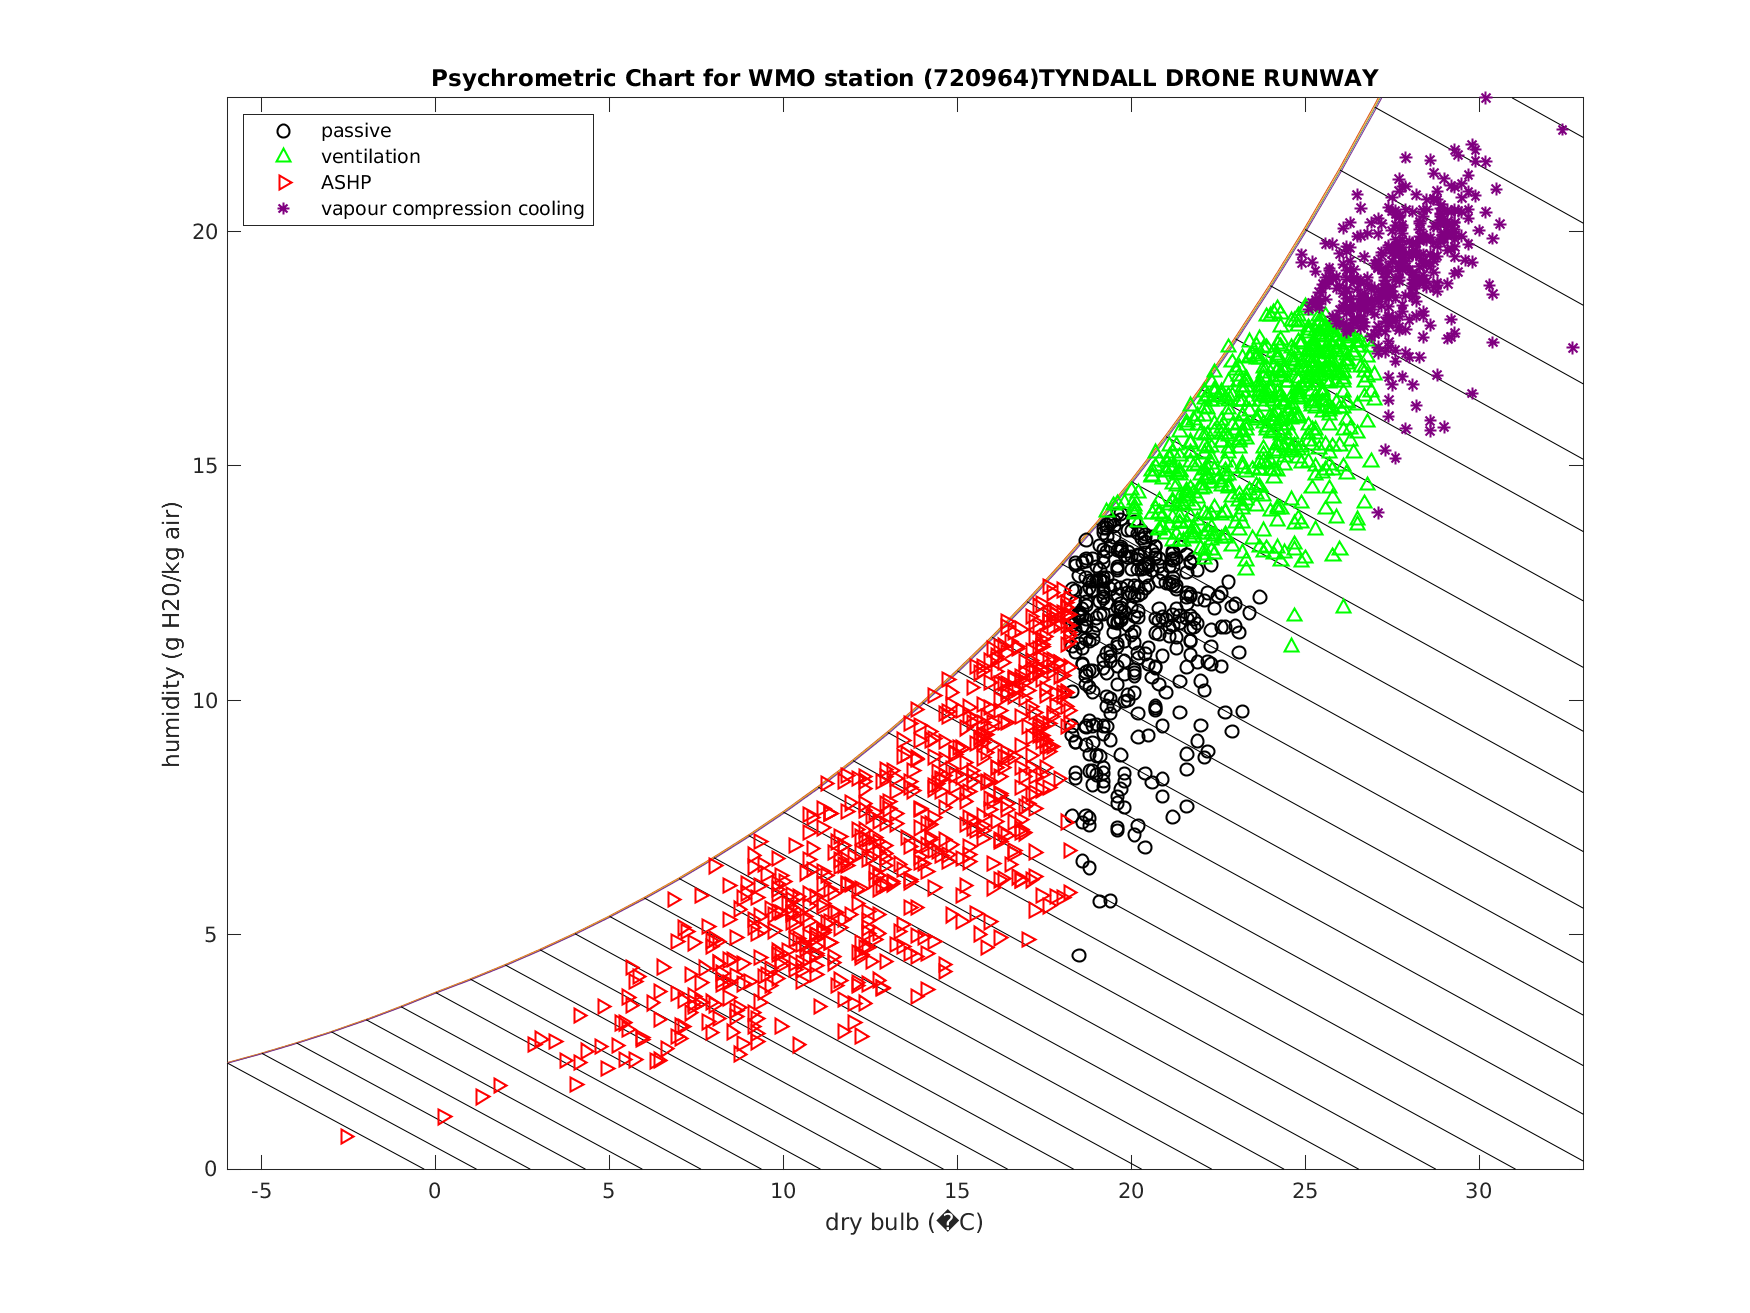 Psychrometric Chart for WMO station (720964)TYNDALL DRONE RUNWAY
passive
ventilation
ASHP
vapour compression cooling
humidity (g H20/kg air)
20
15
10
5
0
-5 0 5 10 15 20 25 30
dry bulb (�C)